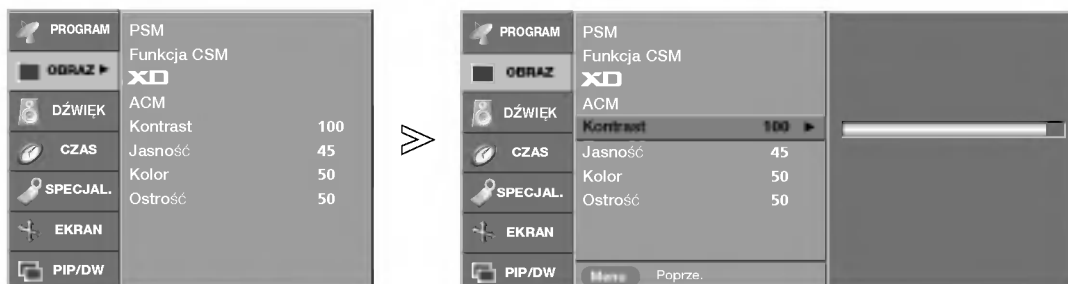 PROGRAM
OBRAZ
DŹWIĘK
CZAS
SPECJAL.
EKRAN
PIP/DW
PSM
Funkcja CSM
XD
ACM
Kontrast 100
Jasność 45
Kolor 50
Ostrość 50
PROGRAM
OBRAZ
DŹWIĘK
CZAS
SPECJAL.
EKRAN
PIP/DW
PSM
Funkcja CSM
XD
ACM
Kontrast 100
Jasność 45
Kolor 50
Ostrość 50
Menu Poprze.